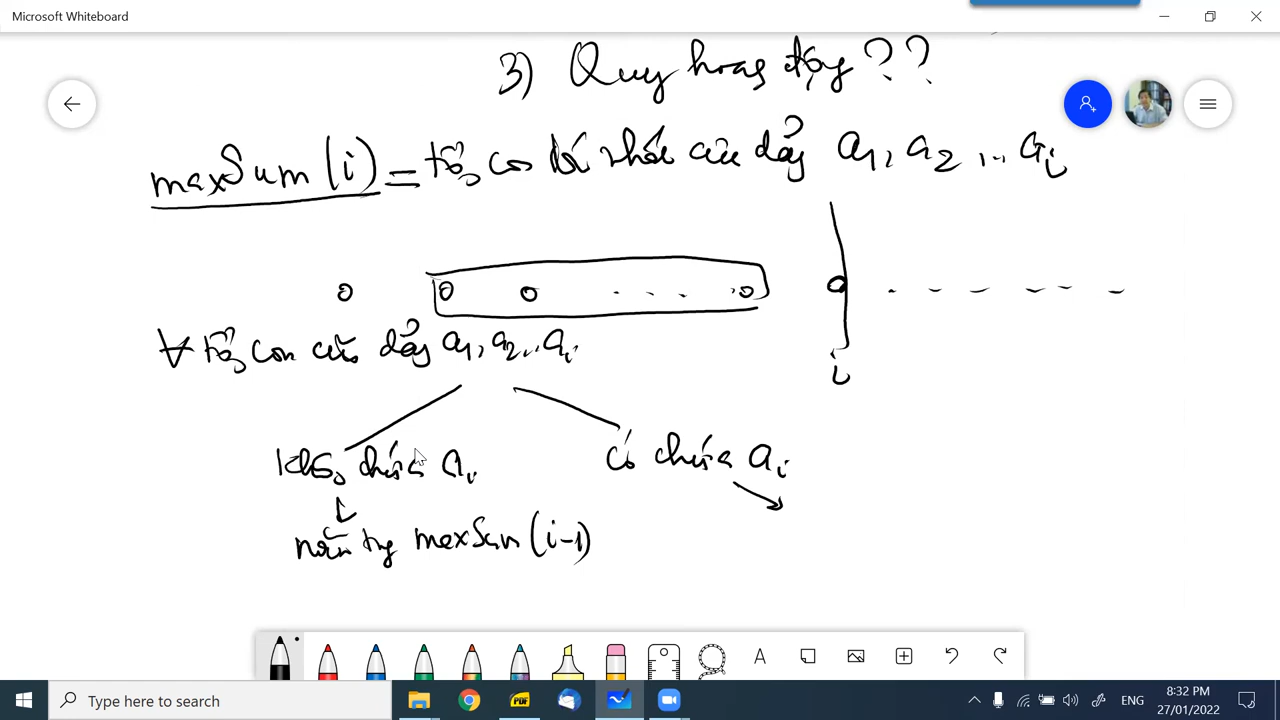 Microsoft Whiteboard
3) Quy hoạch động ??
maxSum(i) = tổng con lớn nhất của dãy a1, a2 ... ai
i
∀ tổng con của dãy a1, a2 ... ai
không chứa ai
có chứa ai
nằm trong maxSum(i-1)
Type here to search
PDF
ENG
8:32 PM
27/01/2022